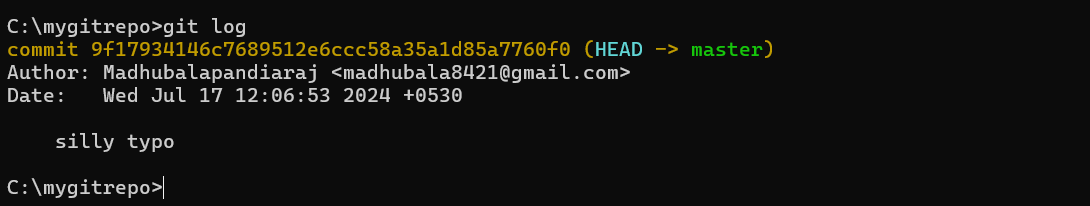 C:\mygitrepo>git log
commit 9f17934146c7689512e6ccc58a35a1d85a7760f0 (HEAD -> master)
Author: Madhubalapandiaraj <madhubala8421@gmail.com>
Date:   Wed Jul 17 12:06:53 2024 +0530
    silly typo
C:\mygitrepo>